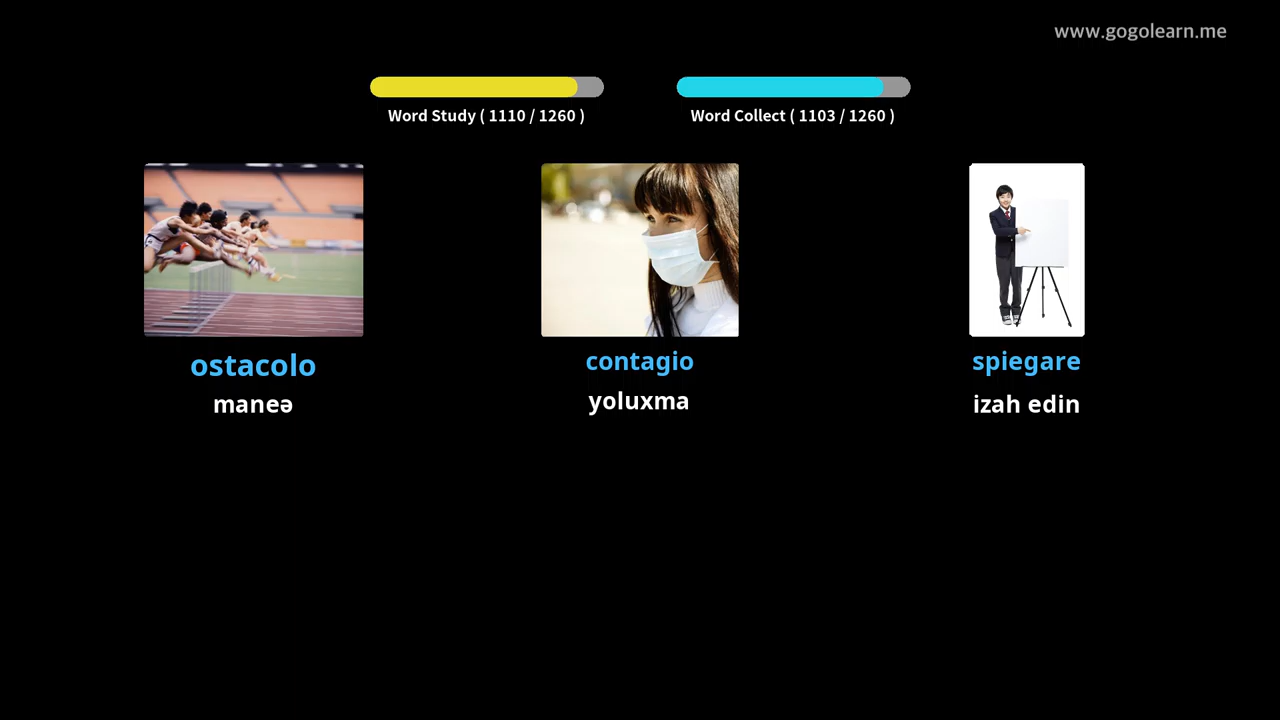 www.gogolearn.me
Word Study ( 1110 / 1260 )
Word Collect ( 1103 / 1260 )
ostacolo
contagio
spiegare
maneə
yoluxma
izah edin